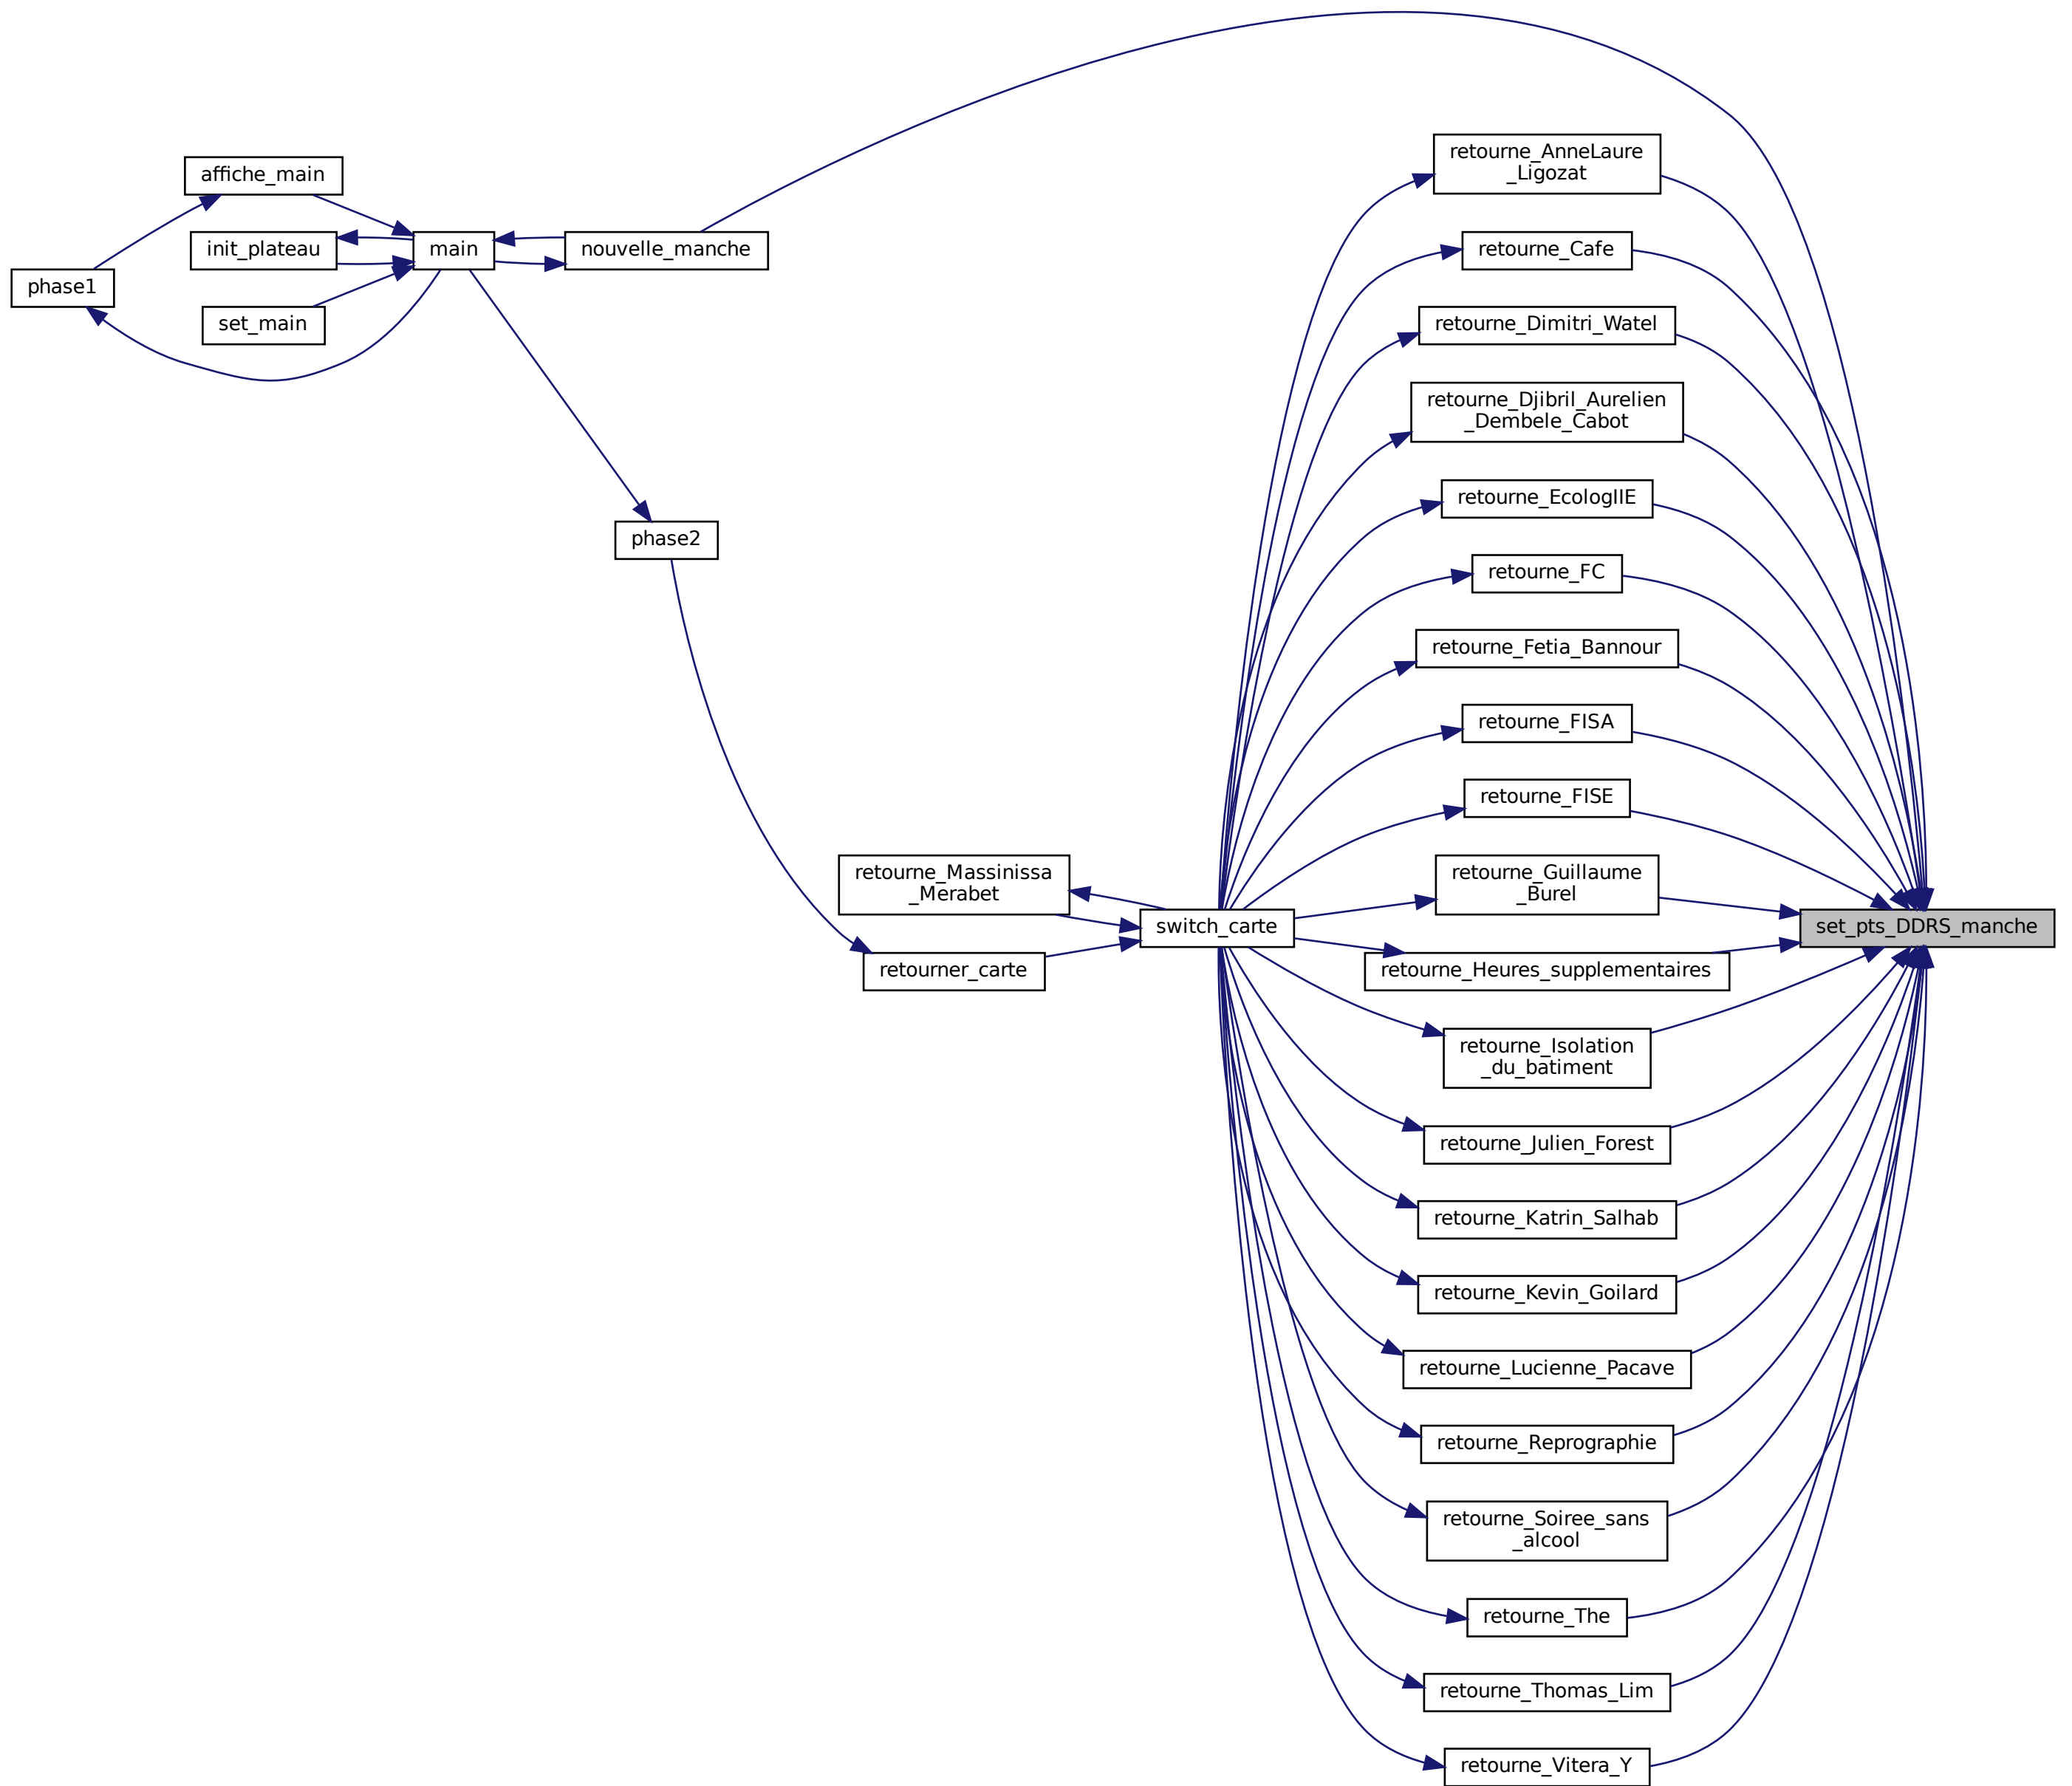 affiche_main
init_plateau
main
nouvelle_manche
phase1
set_main
phase2
retourne_Massinissa
_Merabet
switch_carte
retourner_carte
retourne_AnneLaure
_Ligozat
retourne_Cafe
retourne_Dimitri_Watel
retourne_Djibril_Aurelien
_Dembele_Cabot
retourne_EcologIIE
retourne_FC
retourne_Fetia_Bannour
retourne_FISA
retourne_FISE
retourne_Guillaume
_Burel
retourne_Heures_supplementaires
retourne_Isolation
_du_batiment
retourne_Julien_Forest
retourne_Katrin_Salhab
retourne_Kevin_Goilard
retourne_Lucienne_Pacave
retourne_Reprographie
retourne_Soiree_sans
_alcool
retourne_The
retourne_Thomas_Lim
retourne_Vitera_Y
set_pts_DDRS_manche